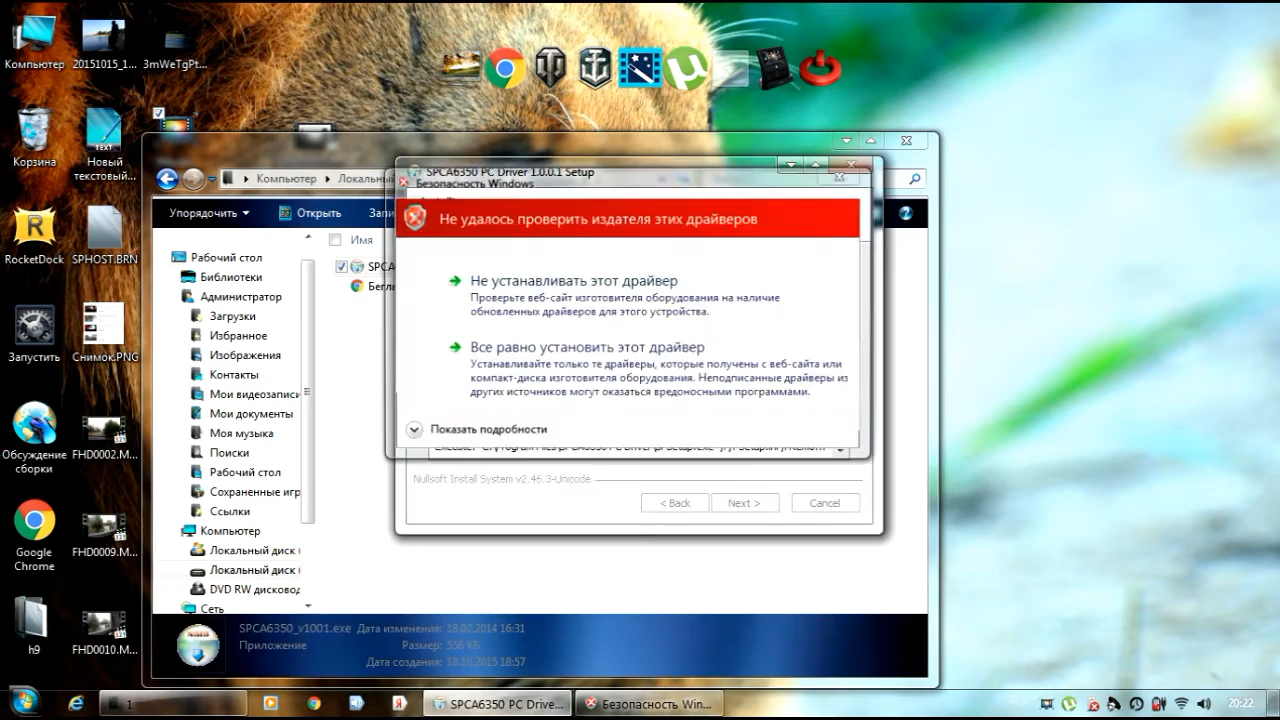 Компьютер
20151015_1...
3mWeTgPt...
Корзина
Новый
текстовый...
TEXT
RocketDock
SPHOST.BRN
Запустить
Снимок.PNG
Обсуждение
сборки
FHD0002.M...
Google
Chrome
FHD0009.M...
h9
FHD0010.M...
Компьютер
Упорядочить
Открыть
Имя
SPCA
Рабочий стол
Библиотеки
Администратор
Загрузки
Избранное
Изображения
Контакты
Мои видеозаписи
Мои документы
Моя музыка
Поиски
Рабочий стол
Сохраненные игр
Ссылки
Компьютер
Локальный диск
Локальный диск
DVD RW дисковод
Сеть
SPCA6350_v1001.exe Дата изменения: 18.02.2014 16:31
Приложение Размер: 556 КБ
Дата создания: 18.10.2015 18:57
SPCA6350 PC Driver 1.0.0.1 Setup
Безопасность Windows
Не удалось проверить издателя этих драйверов
Не устанавливать этот драйвер
Проверьте веб-сайт изготовителя оборудования на наличие
обновленных драйверов для этого устройства.
Все равно установить этот драйвер
Устанавливайте только те драйверы, которые получены с веб-сайта или
компакт-диска изготовителя оборудования. Неподписанные драйверы из
других источников могут оказаться вредоносными программами.
Показать подробности
Nullsoft Install System v2.46.3-Unicode
< Back
Next >
Cancel
1
SPCA6350 PC Drive...
Безопасность Win...
20:22